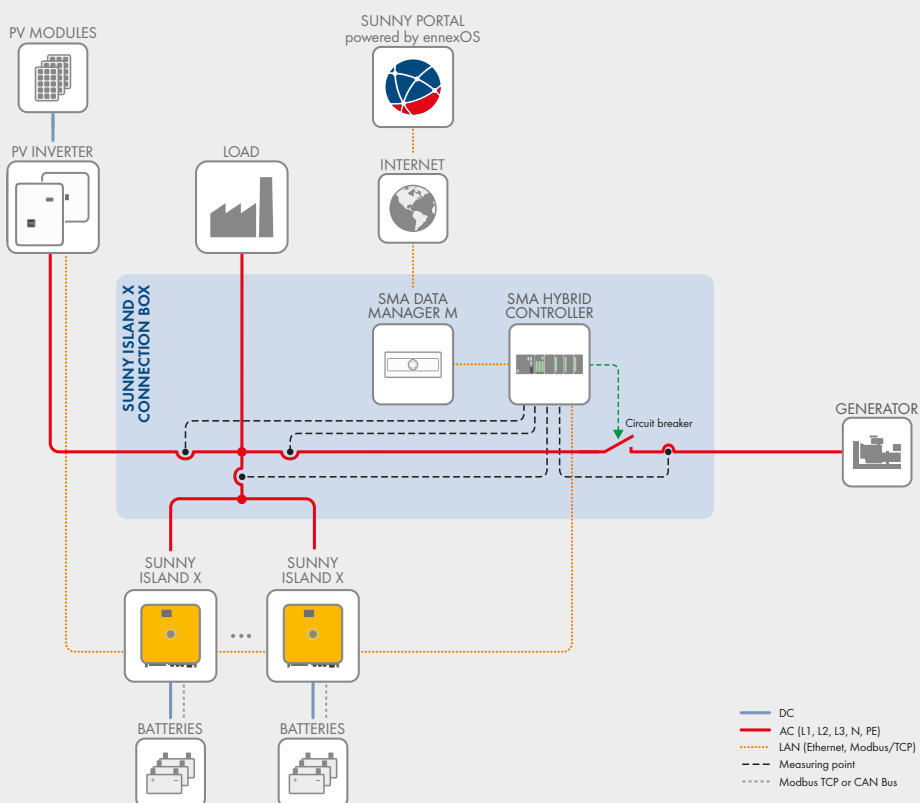 PV MODULES
SUNNY PORTAL
powered by ennexOS
PV INVERTER
LOAD
INTERNET
SUNNY ISLAND X
CONNECTION BOX
SMA DATA
MANAGER M
SMA HYBRID
CONTROLLER
Circuit breaker
GENERATOR
SUNNY
ISLAND X
SUNNY
ISLAND X
BATTERIES
BATTERIES
DC
AC (L1, L2, L3, N, PE)
LAN (Ethernet, Modbus/TCP)
Measuring point
Modbus TCP or CAN Bus